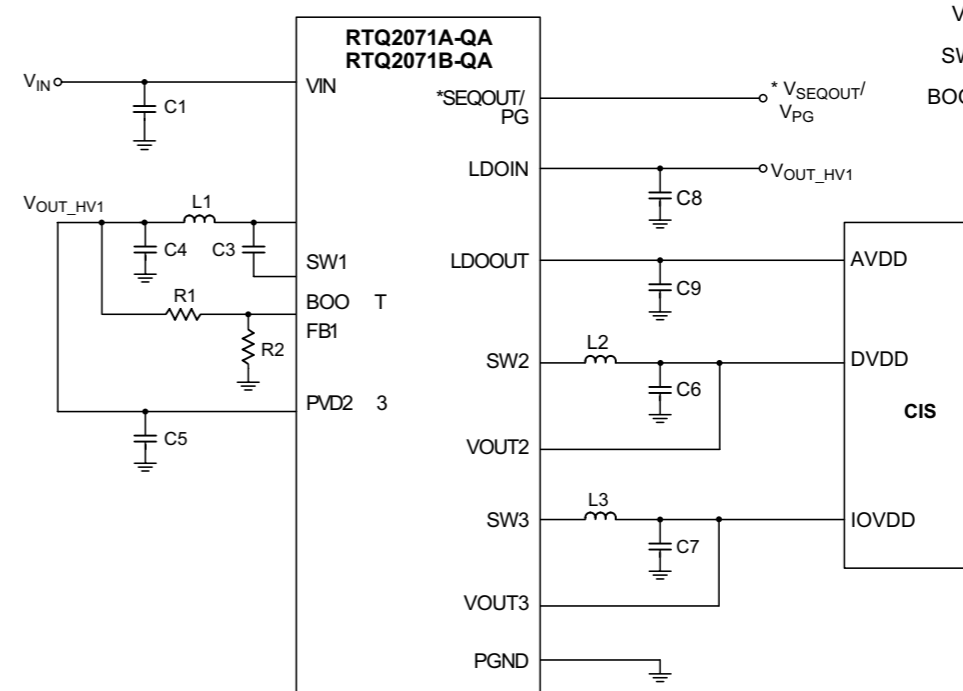 RTQ2071A-QA
RTQ2071B-QA
VIN
VIN
C1
*SEQOUT/
PG
* VSEQOUT/
VPG
V
SW
BOO
LDOIN
VOUT_HV1
C8
VOUT_HV1
L1
C4
C3
SW1
LDOOUT
C9
AVDD
R1
BOO T
FB1
R2
SW2
L2
C6
DVDD
PVD2 3
C5
VOUT2
CIS
SW3
L3
C7
IOVDD
VOUT3
PGND